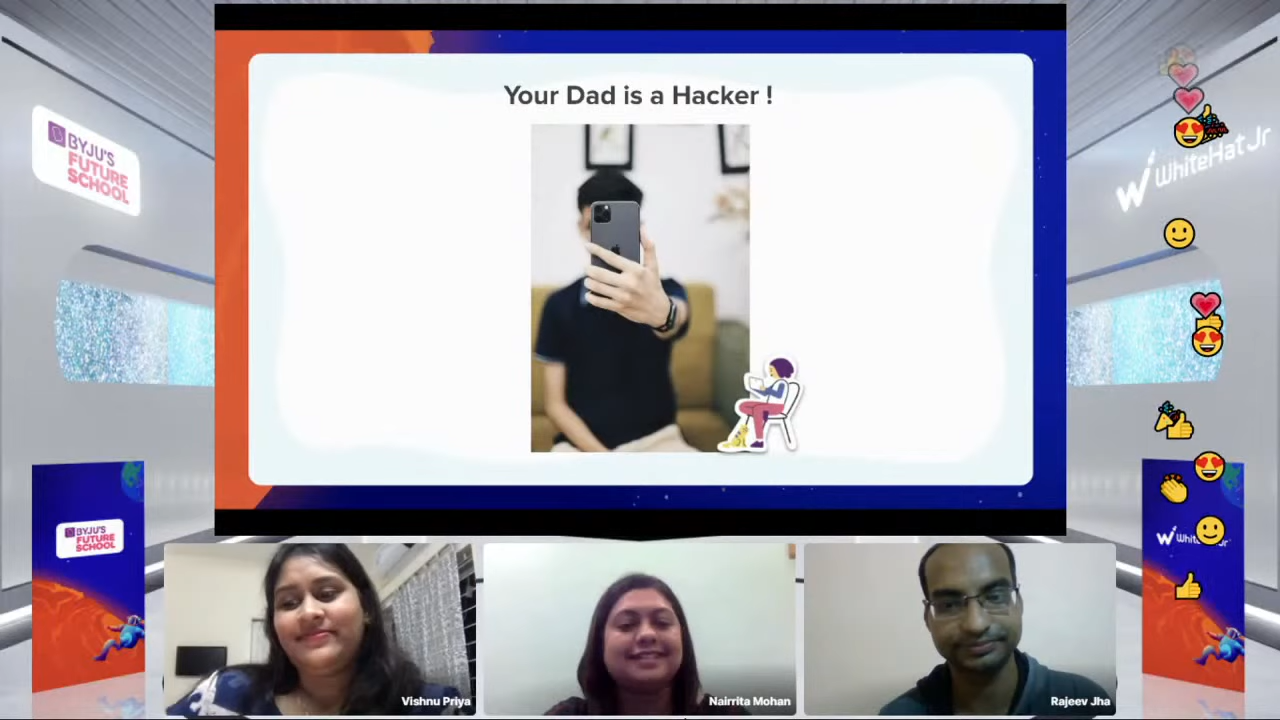 Your Dad is a Hacker !
BYJU'S
FUTURE
SCHOOL
WhiteHat Jr
BYJU'S
FUTURE
SCHOOL
Vishnu Priya
Nairrita Mohan
Rajeev Jha